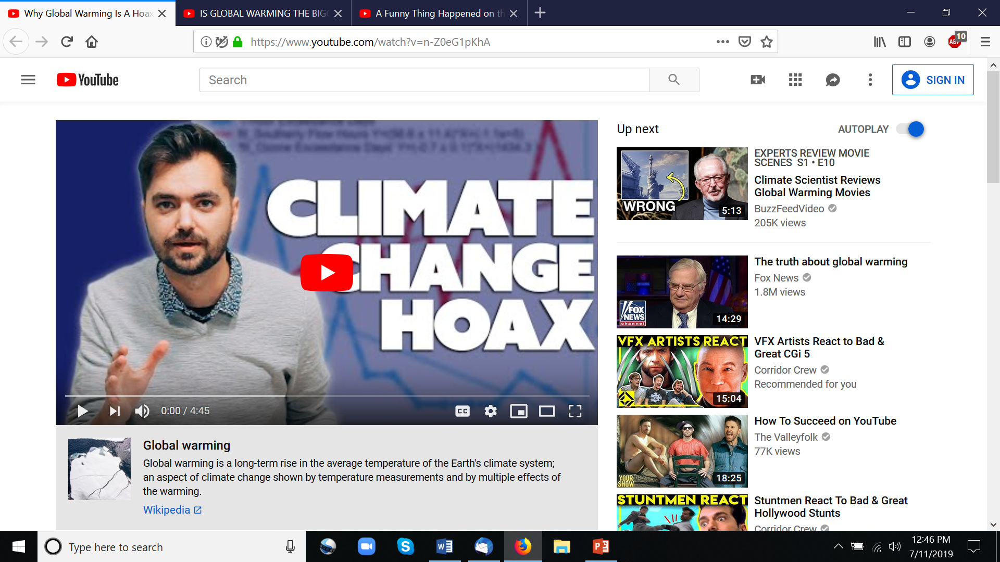 Why Global Warming Is A Hoax
IS GLOBAL WARMING THE BIGG
A Funny Thing Happened on th
https://www.youtube.com/watch?v=n-Z0eG1pKhA
ABP
10
YouTube
Search
SIGN IN
CLIMATE
CHANGE
HOAX
0:00 / 4:45
CC
Global warming
Global warming is a long-term rise in the average temperature of the Earth's climate system;
an aspect of climate change shown by temperature measurements and by multiple effects of
the warming.
Wikipedia
Up next
AUTOPLAY
WRONG
5:13
EXPERTS REVIEW MOVIE
SCENES S1 • E10
Climate Scientist Reviews
Global Warming Movies
BuzzFeedVideo
205K views
FOX
NEWS
channel
14:29
The truth about global warming
Fox News
1.8M views
VFX ARTISTS REACT
15:04
VFX Artists React to Bad &
Great CGi 5
Corridor Crew
Recommended for you
YOUR
SHOW
18:25
How To Succeed on YouTube
The Valleyfolk
77K views
STUNTMEN REACT
Stuntmen React To Bad & Great
Hollywood Stunts
Corridor Crew
Type here to search
12:46 PM
7/11/2019